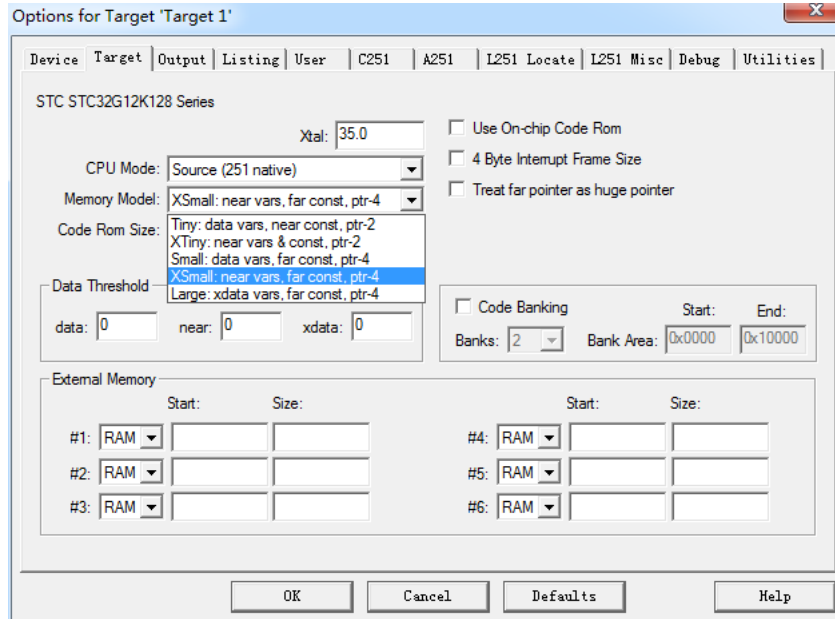 Options for Target 'Target 1'
Device Target Output Listing User C251 A251 L251 Locate L251 Misc Debug Utilities
STC STC32G12K128 Series
Xtal: 35.0
Use On-chip Code Rom
CPU Mode: Source (251 native)
4 Byte Interrupt Frame Size
Memory Model: XSmall: near vars, far const, ptr-4
Treat far pointer as huge pointer
Code Rom Size:
Tiny: data vars, near const, ptr-2
XTiny: near vars & const, ptr-2
Small: data vars, far const, ptr-4
XSmall: near vars, far const, ptr-4
Large: xdata vars, far const, ptr-4
Data Threshold
data: 0 near: 0 xdata: 0
Code Banking Start: End:
Banks: 2 Bank Area: 0x0000 0x10000
External Memory
Start: Size: Start: Size:
#1: RAM #4: RAM
#2: RAM #5: RAM
#3: RAM #6: RAM
OK Cancel Defaults Help